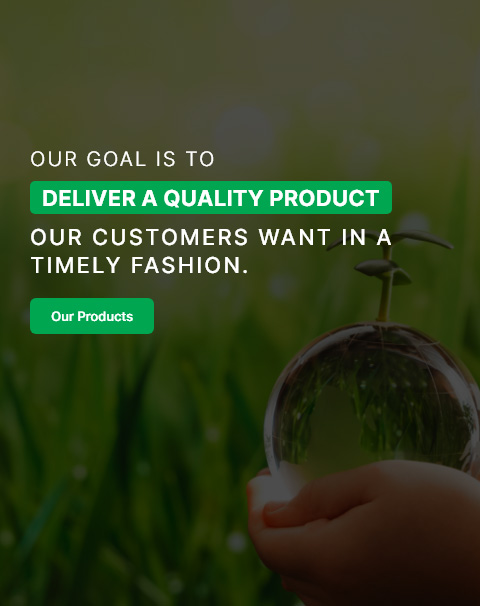 OUR GOAL IS TO
DELIVER A QUALITY PRODUCT
OUR CUSTOMERS WANT IN A
TIMELY FASHION.
Our Products